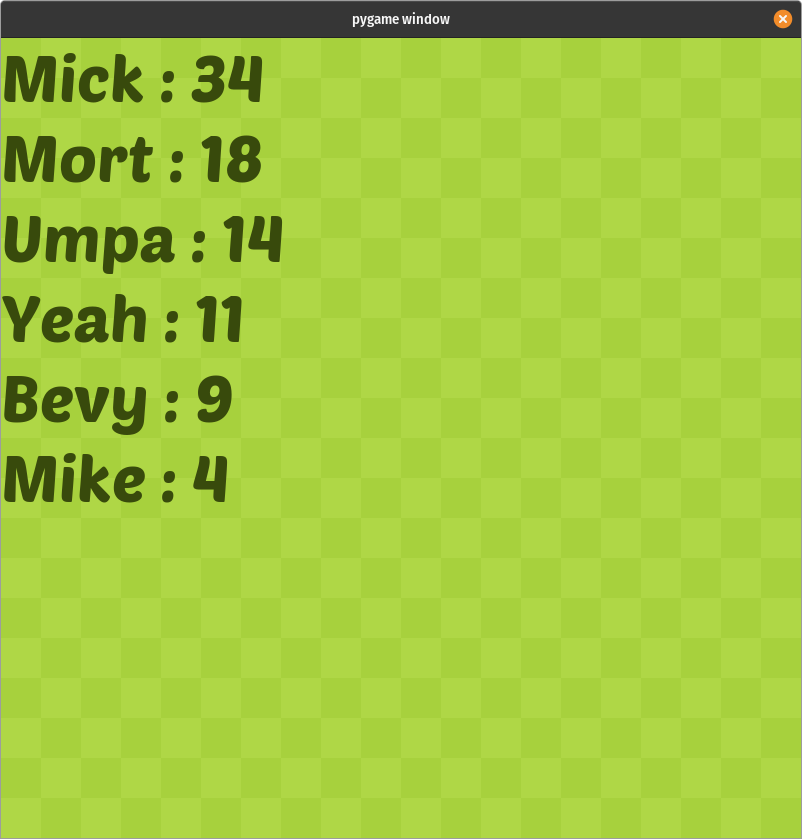 pygame window
Mick : 34
Mort : 18
Umpa : 14
Yeah : 11
Bevy : 9
Mike : 4